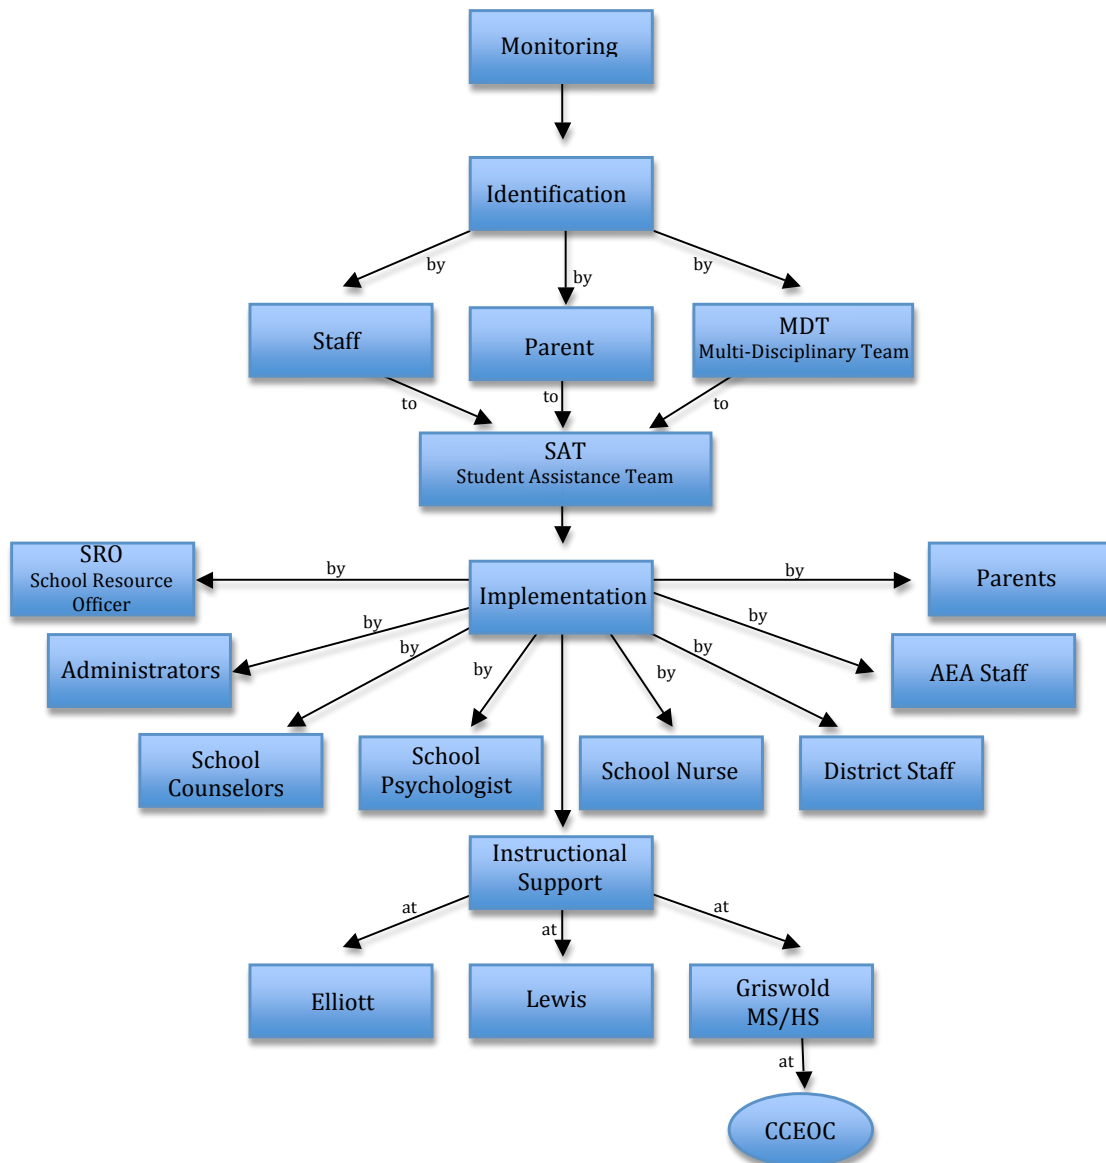 Monitoring
Identification
by
by
by
Staff
Parent
MDT
Multi-Disciplinary Team
to
to
to
SAT
Student Assistance Team
SRO
School Resource
Officer
by
Implementation
by
Parents
Administrators
by
by
by
by
by
by
AEA Staff
School
Counselors
School
Psychologist
School Nurse
District Staff
Instructional
Support
at
at
at
Elliott
Lewis
Griswold
MS/HS
at
CCEOC